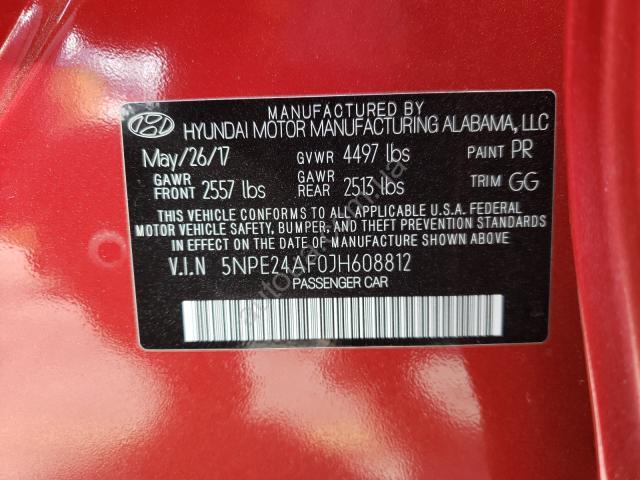 MANUFACTURED BY
HYUNDAI MOTOR MANUFACTURING ALABAMA, LLC
May/26/17 GVWR 4497 lbs PAINT PR
GAWR FRONT 2557 lbs GAWR REAR 2513 lbs TRIM GG
THIS VEHICLE CONFORMS TO ALL APPLICABLE U.S.A. FEDERAL
MOTOR VEHICLE SAFETY, BUMPER, AND THEFT PREVENTION STANDARDS
IN EFFECT ON THE DATE OF MANUFACTURE SHOWN ABOVE.
V.I.N 5NPE24AF0JH608812
PASSENGER CAR